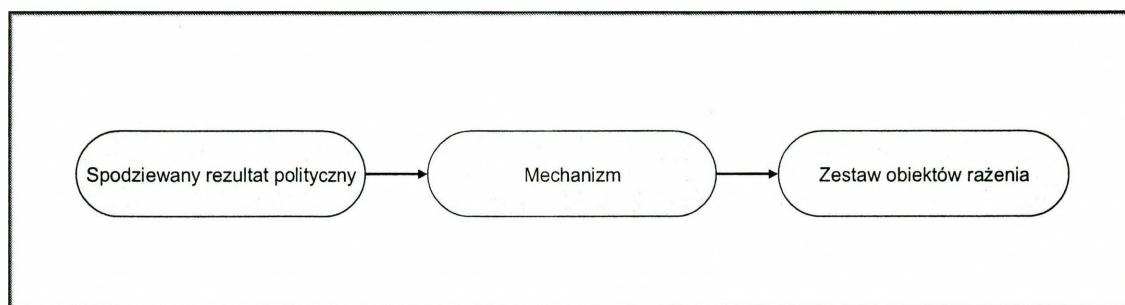 Spodziewany rezultat polityczny
Mechanizm
Zestaw obiektów rażenia